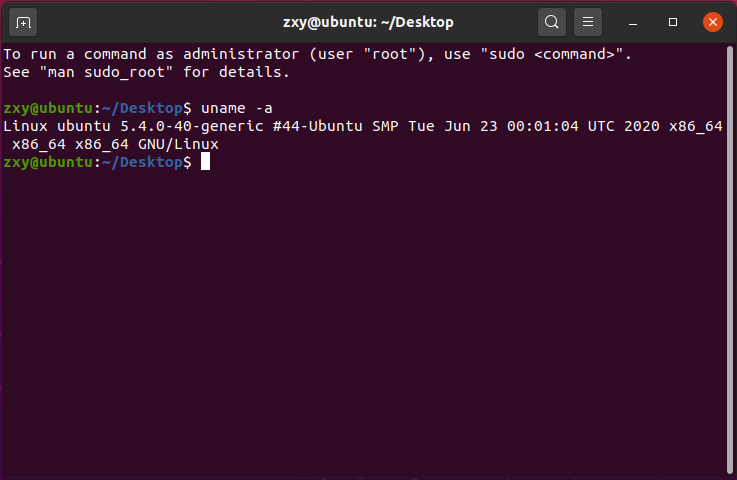 zxy@ubuntu: ~/Desktop
To run a command as administrator (user "root"), use "sudo <command>".
See "man sudo_root" for details.
zxy@ubuntu:~/Desktop$ uname -a
Linux ubuntu 5.4.0-40-generic #44-Ubuntu SMP Tue Jun 23 00:01:04 UTC 2020 x86_64
x86_64 x86_64 GNU/Linux
zxy@ubuntu:~/Desktop$